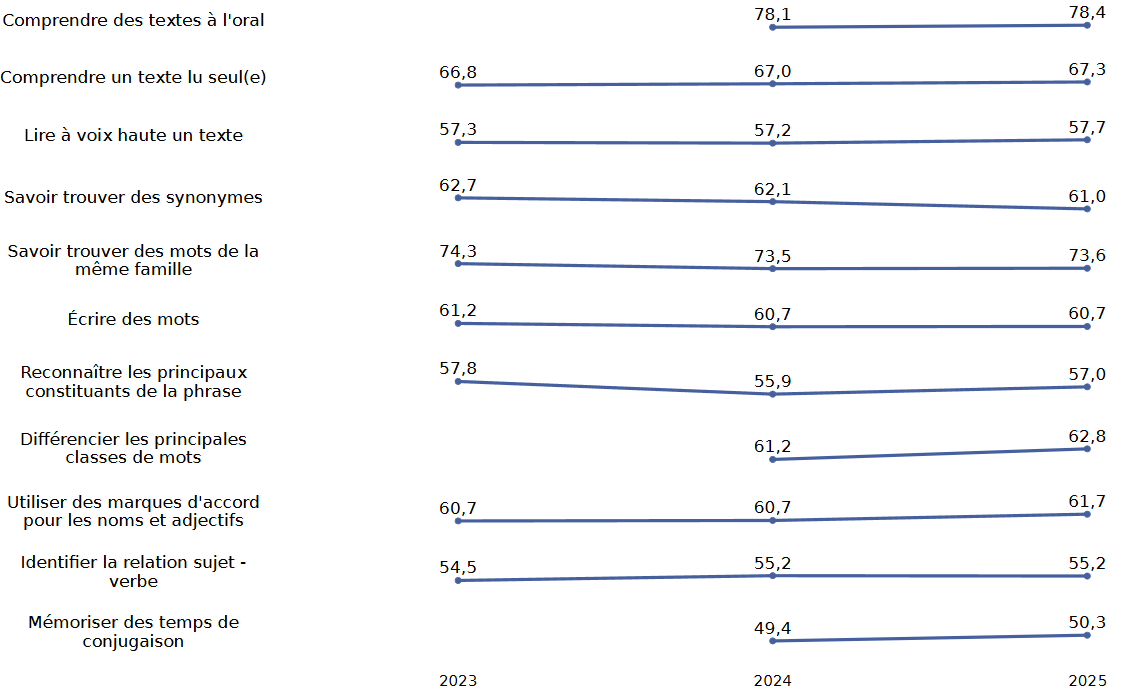 Comprendre des textes à l'oral
78,1
78,4
Comprendre un texte lu seul(e)
66,8
67,0
67,3
Lire à voix haute un texte
57,3
57,2
57,7
Savoir trouver des synonymes
62,7
62,1
61,0
Savoir trouver des mots de la
même famille
74,3
73,5
73,6
Écrire des mots
61,2
60,7
60,7
Reconnaître les principaux
constituants de la phrase
57,8
55,9
57,0
Différencier les principales
classes de mots
61,2
62,8
Utiliser des marques d'accord
pour les noms et adjectifs
60,7
60,7
61,7
Identifier la relation sujet -
verbe
54,5
55,2
55,2
Mémoriser des temps de
conjugaison
49,4
50,3
2023
2024
2025